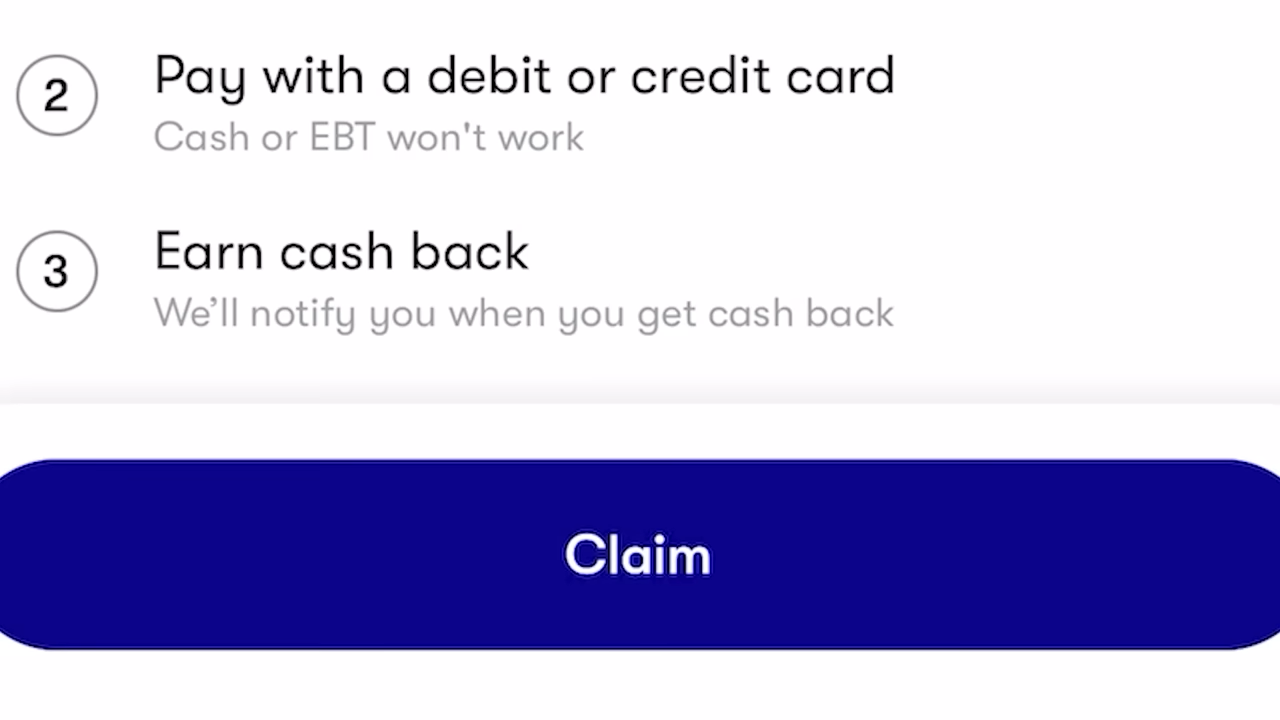 2
Pay with a debit or credit card
Cash or EBT won't work
3
Earn cash back
We’ll notify you when you get cash back
Claim